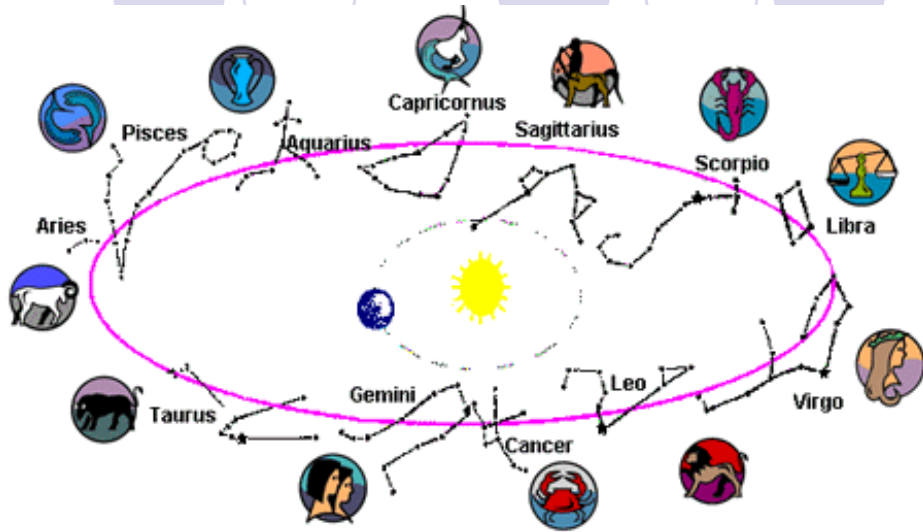 Capricornus
Pisces
Aquarius
Sagittarius
Scorpio
Aries
Libra
Leo
Gemini
Virgo
Taurus
Cancer